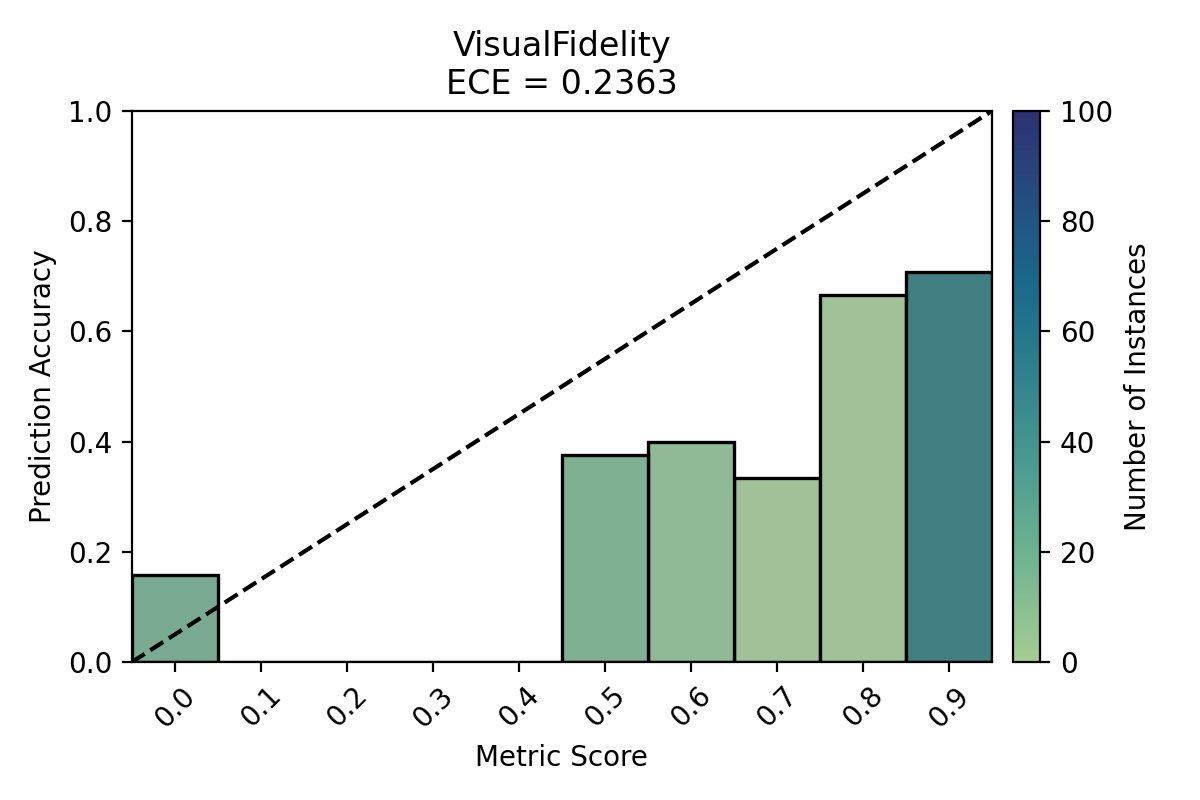 VisualFidelity
ECE = 0.2363
Prediction Accuracy
1.0
0.8
0.6
0.4
0.2
0.0
0.0 0.1 0.2 0.3 0.4 0.5 0.6 0.7 0.8 0.9
Metric Score
100
80
60
40
20
0
Number of Instances